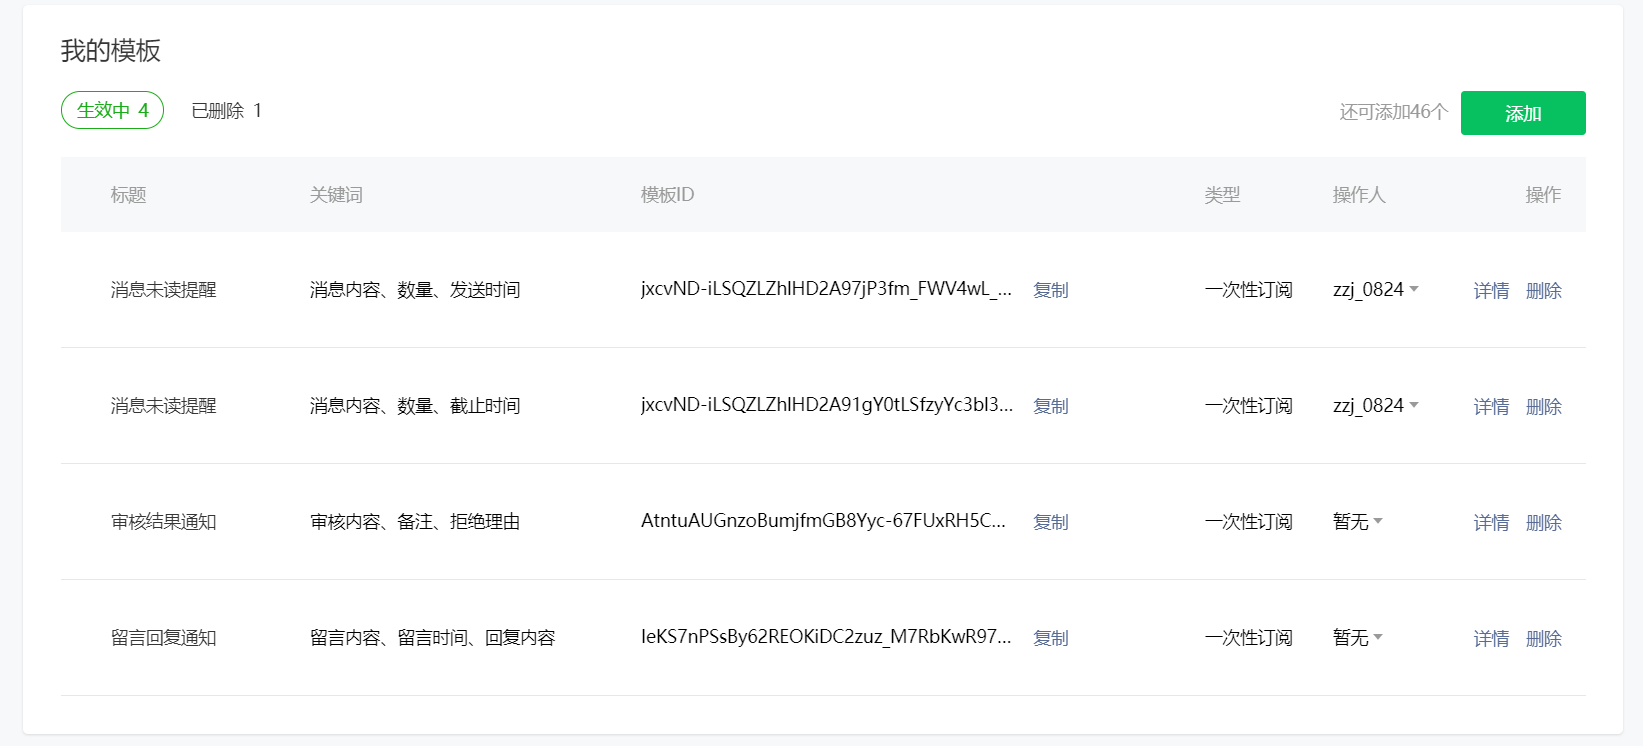 我的模板
生效中 4 已删除 1 还可添加46个 添加
标题 关键词 模板ID 类型 操作人 操作
消息未读提醒 消息内容、数量、发送时间 jxcvND-iLSQZLZhIHD2A97jP3fm_FWV4wL_... 复制 一次性订阅 zzj_0824 详情 删除
消息未读提醒 消息内容、数量、截止时间 jxcvND-iLSQZLZhIHD2A91gY0tLSfzyYc3bI3... 复制 一次性订阅 zzj_0824 详情 删除
审核结果通知 审核内容、备注、拒绝理由 AtntuAUGnzoBumjfmGB8Yyc-67FUxRH5C... 复制 一次性订阅 暂无 详情 删除
留言回复通知 留言内容、留言时间、回复内容 IeKS7nPSsBy62REOKiDC2zuz_M7RbKwR97... 复制 一次性订阅 暂无 详情 删除